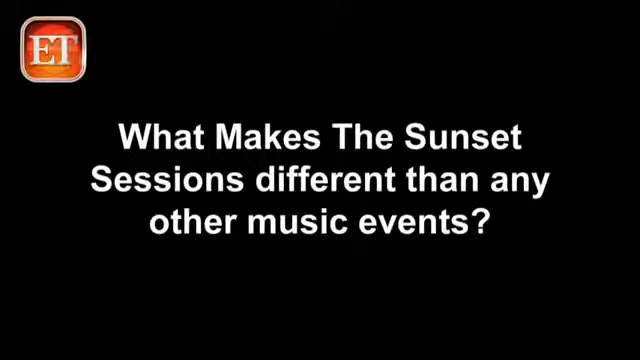 ET
What Makes The Sunset
Sessions different than any
other music events?